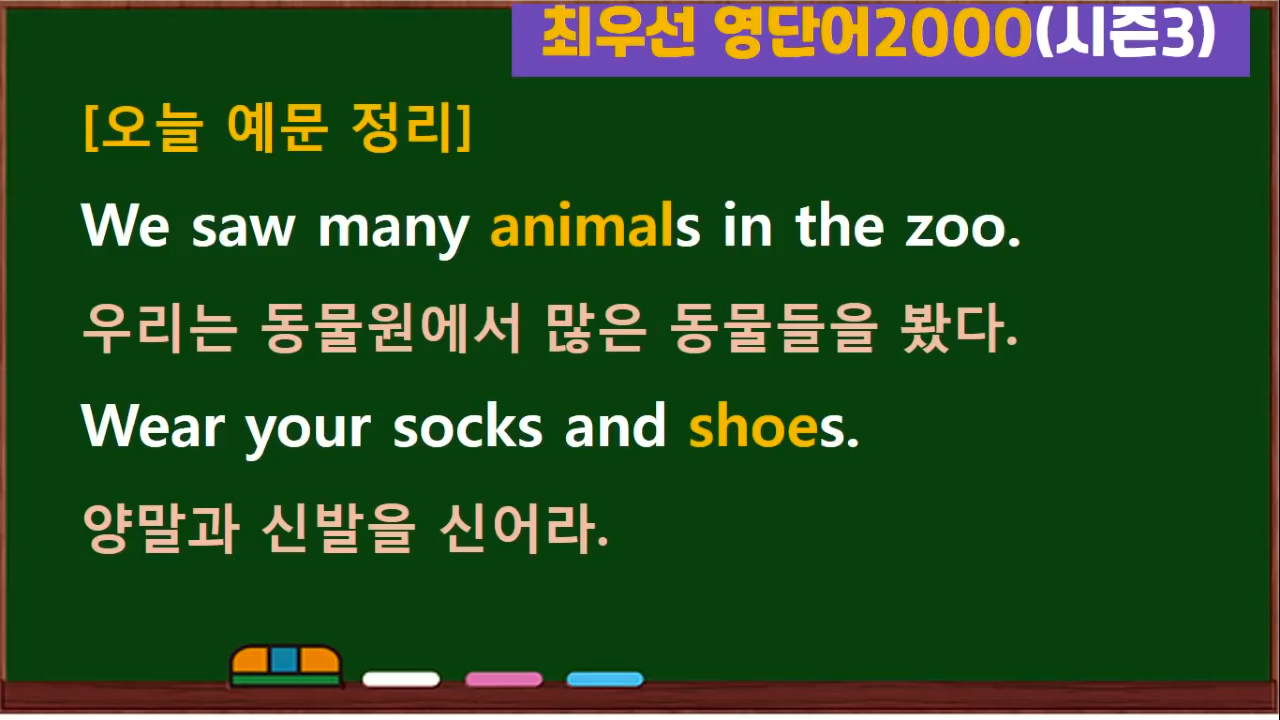 최우선 영단어2000(시즌3)
[오늘 예문 정리]
We saw many animals in the zoo.
우리는 동물원에서 많은 동물들을 봤다.
Wear your socks and shoes.
양말과 신발을 신어라.